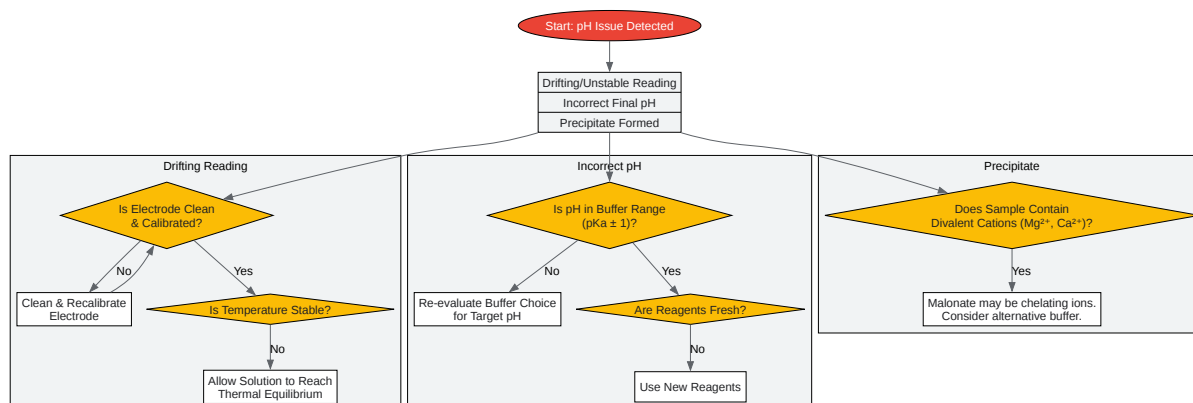 Start: pH Issue Detected
Drifting/Unstable Reading
Incorrect Final pH
Precipitate Formed
Drifting Reading
Is Electrode Clean
& Calibrated?
No
Yes
Clean & Recalibrate
Electrode
Is Temperature Stable?
No
Allow Solution to Reach
Thermal Equilibrium
Incorrect pH
Is pH in Buffer Range
(pKa ± 1)?
No
Yes
Re-evaluate Buffer Choice
for Target pH
Are Reagents Fresh?
No
Use New Reagents
Precipitate
Does Sample Contain
Divalent Cations (Mg²⁺, Ca²⁺)?
Yes
Malonate may be chelating ions.
Consider alternative buffer.